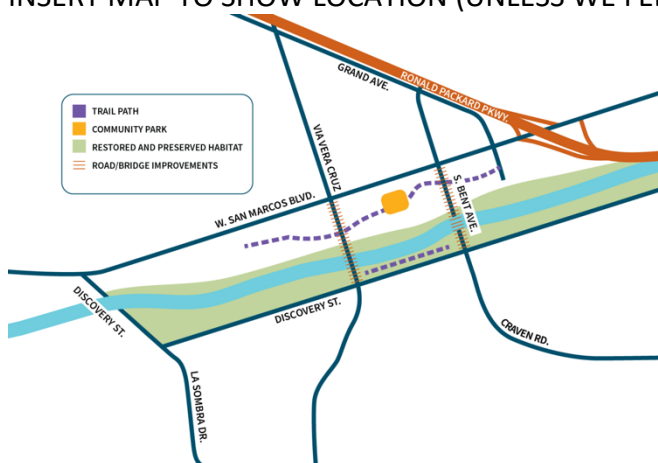 INSERT MAP TO SHOW LOCATION (UNLESS WE
GRAND AVE.
RONALD PACKARD PKWY.
TRAIL PATH
COMMUNITY PARK
RESTORED AND PRESERVED HABITAT
ROAD/BRIDGE IMPROVEMENTS
VIA VERA CRUZ
S. BENT AVE.
W. SAN MARCOS BLVD.
DISCOVERY ST.
DISCOVERY ST.
CRAVEN RD.
LA SOMBRA DR.